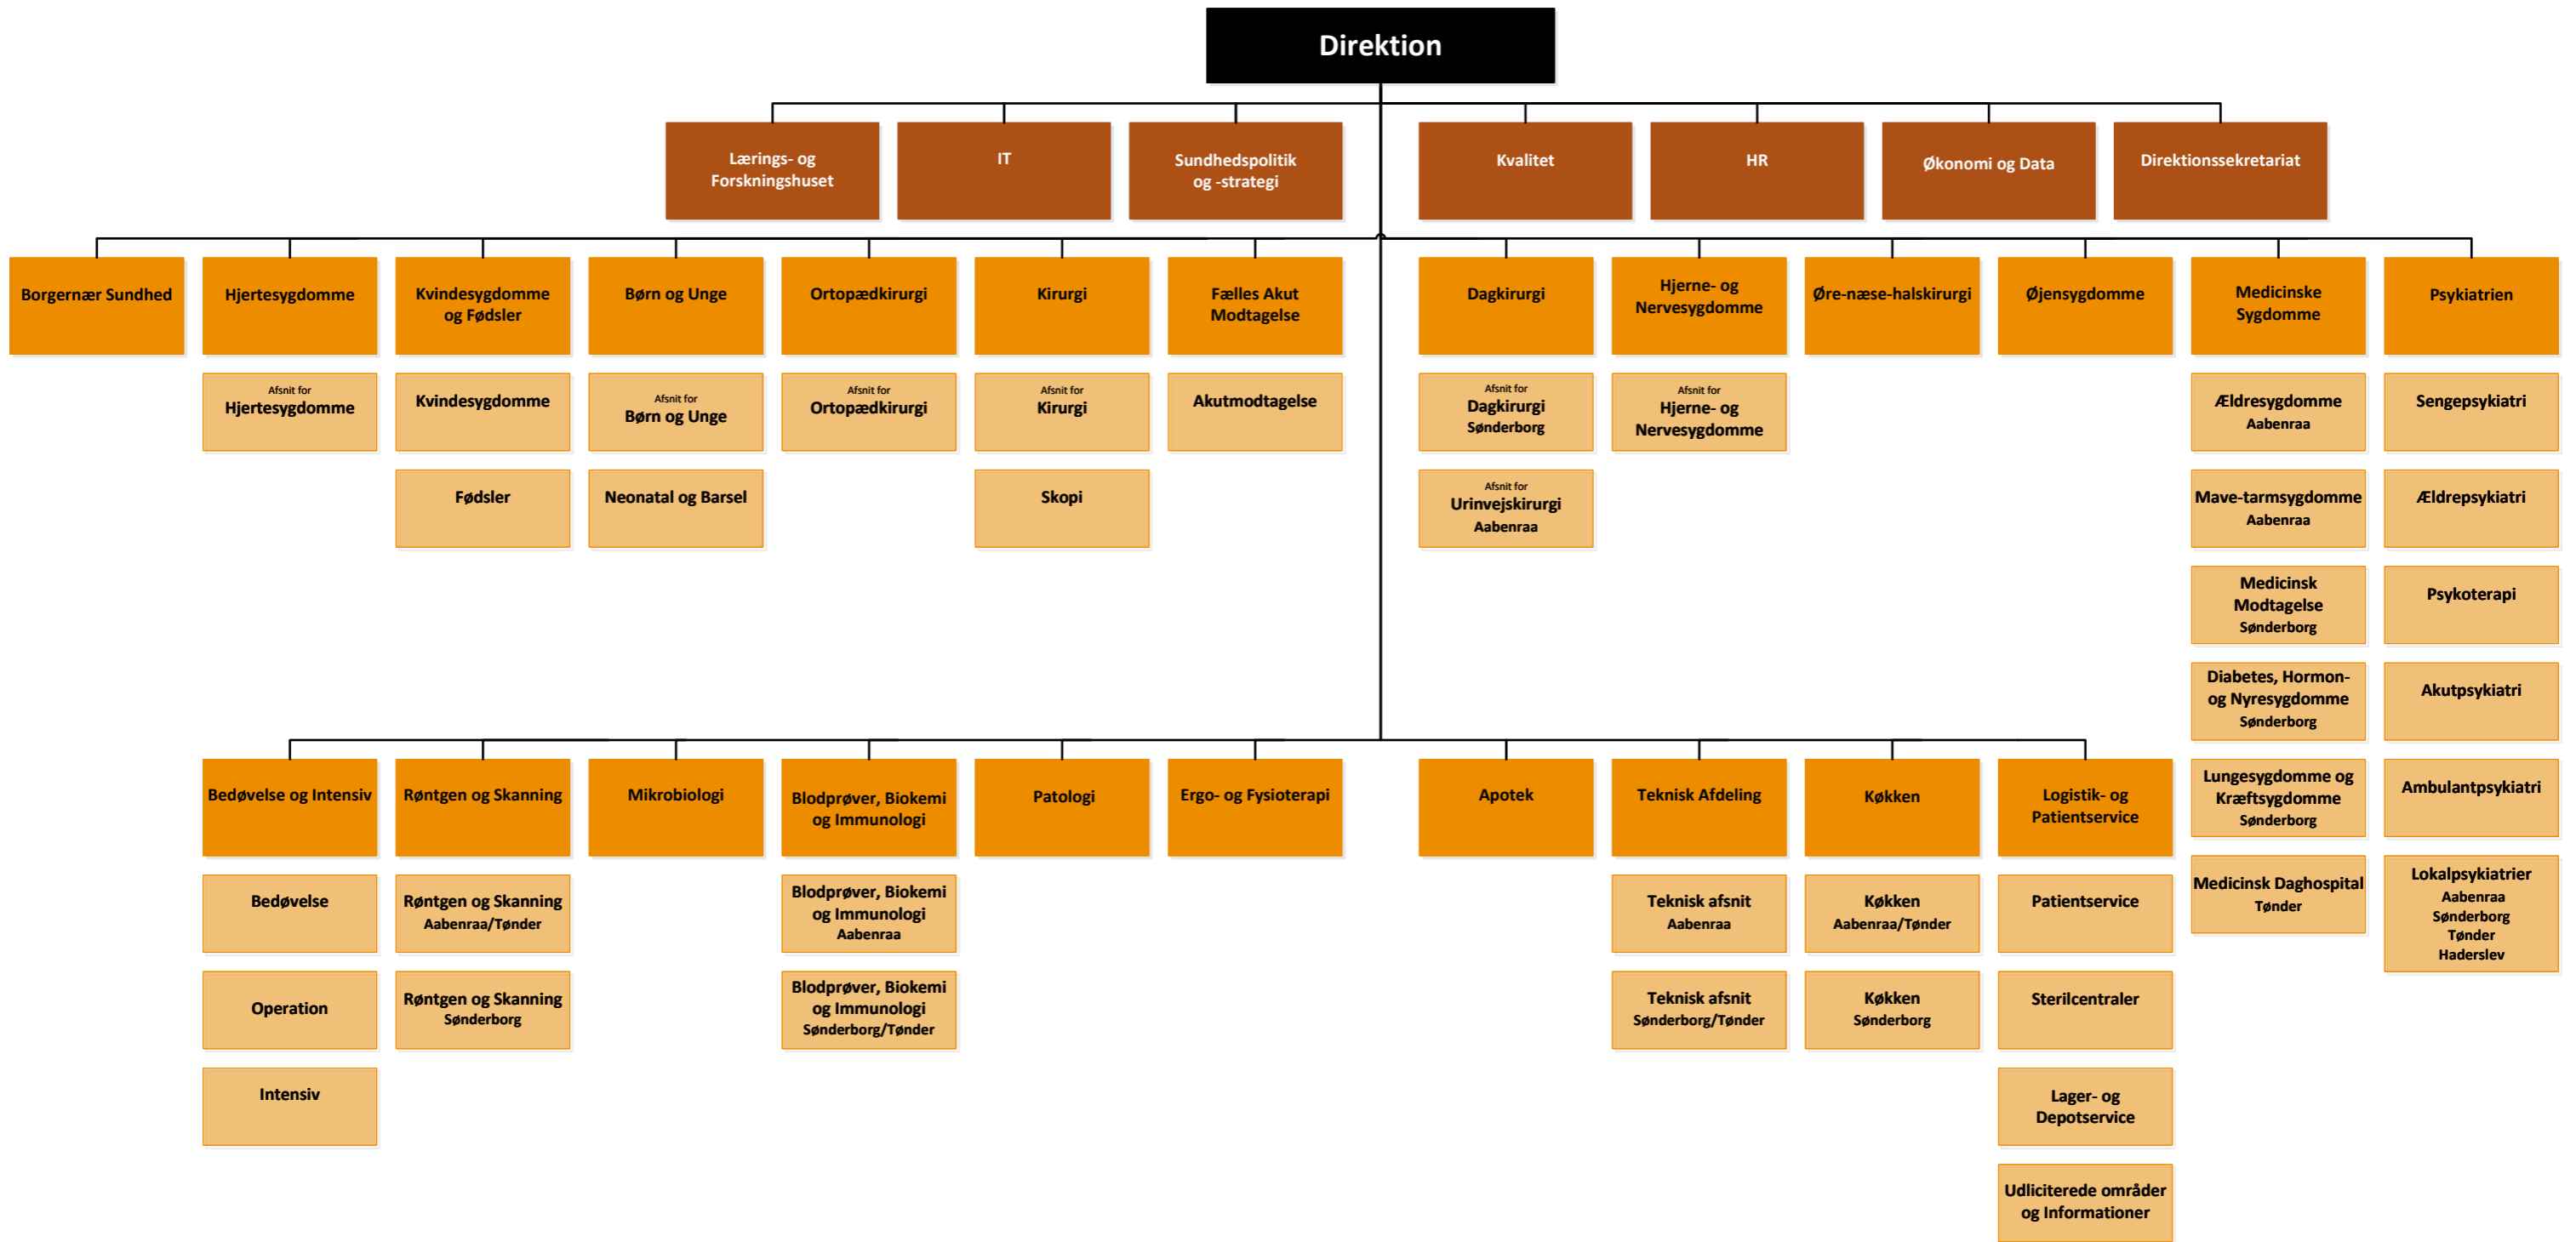 Direktion
Lærings- og
Forskningshuset
IT
Sundhedspolitik
og -strategi
Kvalitet
HR
Økonomi og Data
Direktionssekretariat
Borgernær Sundhed
Hjertesygdomme
Afsnit for
Hjertesygdomme
Kvindesygdomme
og Fødsler
Kvindesygdomme
Fødsler
Børn og Unge
Afsnit for
Børn og Unge
Neonatal og Barsel
Ortopædkirurgi
Afsnit for
Ortopædkirurgi
Kirurgi
Afsnit for
Kirurgi
Skopi
Fælles Akut
Modtagelse
Akutmodtagelse
Dagkirurgi
Afsnit for
Dagkirurgi
Sønderborg
Afsnit for
Urinvejskirurgi
Aabenraa
Hjerne- og
Nervesygdomme
Afsnit for
Hjerne- og
Nervesygdomme
Øre-næse-halskirurgi
Øjensygdomme
Medicinske
Sygdomme
Ældresygdomme
Aabenraa
Mave-tarmsygdomme
Aabenraa
Medicinsk
Modtagelse
Sønderborg
Diabetes, Hormon-
og Nyresygdomme
Sønderborg
Lungesygdomme og
Kræftsygdomme
Sønderborg
Medicinsk Daghospital
Tønder
Psykiatrien
Sengepsykiatri
Ældrepsykiatri
Psykoterapi
Akutpsykiatri
Ambulantpsykiatri
Lokalpsykiatrier
Aabenraa
Sønderborg
Tønder
Haderslev
Bedøvelse og Intensiv
Bedøvelse
Operation
Intensiv
Røntgen og Skanning
Røntgen og Skanning
Aabenraa/Tønder
Røntgen og Skanning
Sønderborg
Mikrobiologi
Blodprøver, Biokemi
og Immunologi
Blodprøver, Biokemi
og Immunologi
Aabenraa
Blodprøver, Biokemi
og Immunologi
Sønderborg/Tønder
Patologi
Ergo- og Fysioterapi
Apotek
Teknisk Afdeling
Teknisk afsnit
Aabenraa
Teknisk afsnit
Sønderborg/Tønder
Køkken
Køkken
Aabenraa/Tønder
Køkken
Sønderborg
Logistik- og
Patientservice
Patientservice
Sterilcentraler
Lager- og
Depotservice
Udliciterede områder
og Informationer